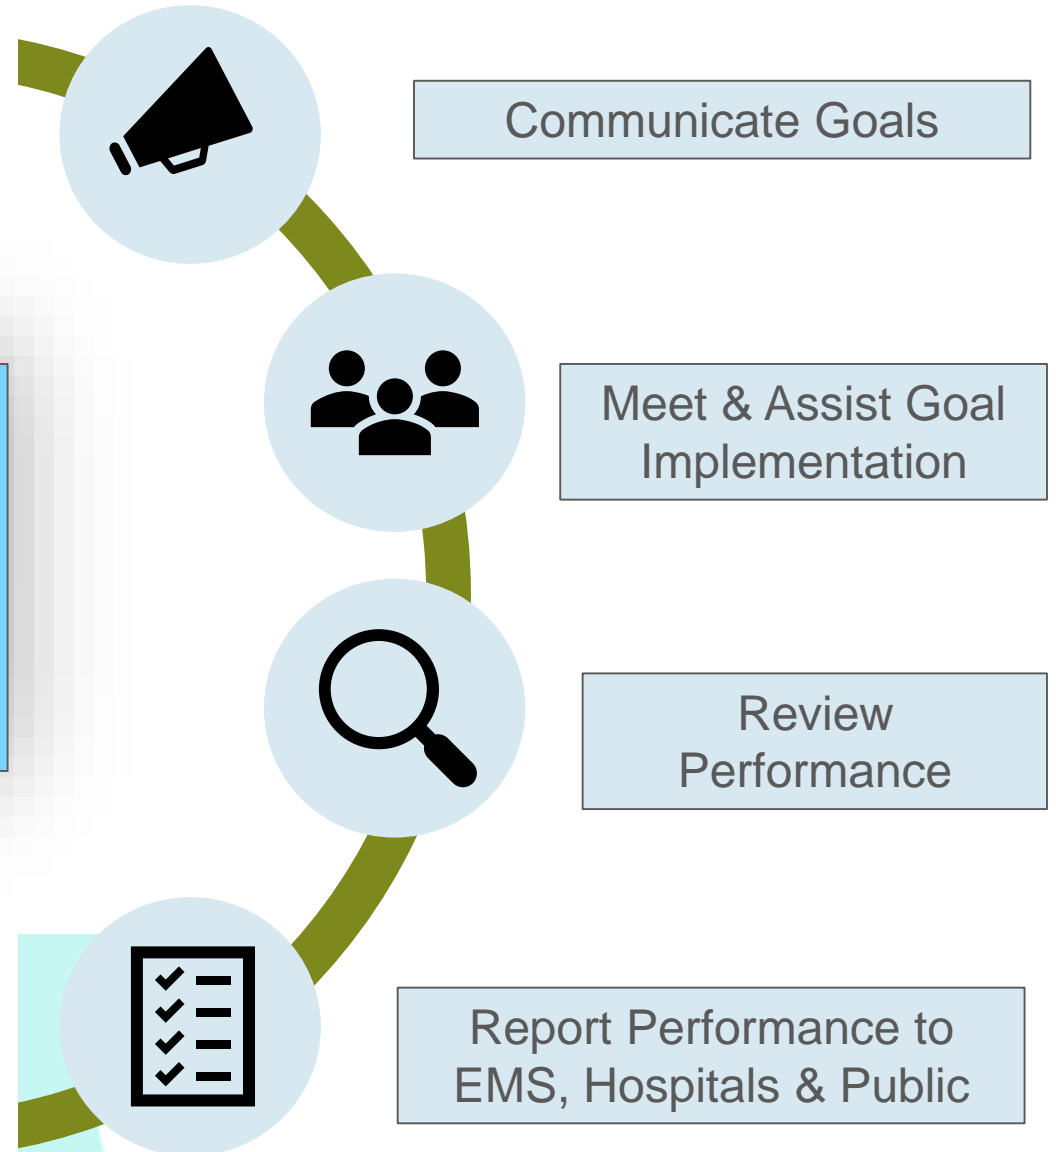 Communicate Goals
Meet & Assist Goal
Implementation
Review
Performance
Report Performance to
EMS, Hospitals & Public